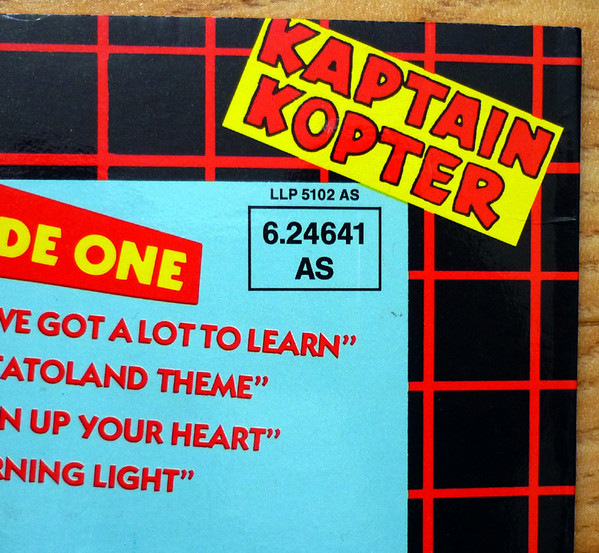 KAPTAIN
KOPTER
LLP 5102 AS
6.24641
AS
DE ONE
VE GOT A LOT TO LEARN”
ATOLAND THEME”
N UP YOUR HEART”
RNING LIGHT”